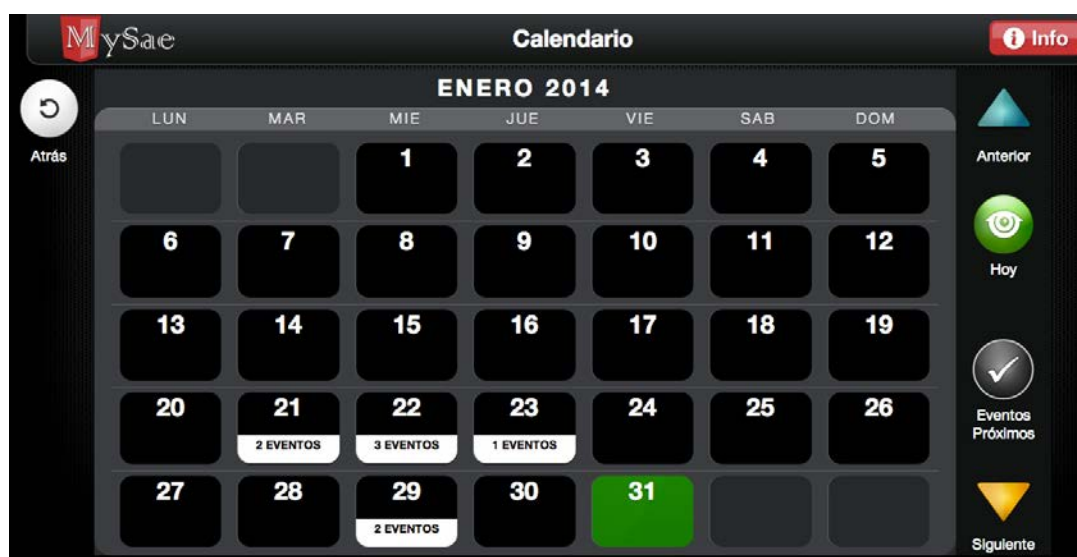 MySae
Calendario
Info
Atrás
ENERO 2014
LUN MAR MIE JUE VIE SAB DOM
1 2 3 4 5
6 7 8 9 10 11 12
13 14 15 16 17 18 19
20 21 22 23 24 25 26
2 EVENTOS 3 EVENTOS 1 EVENTOS
27 28 29 30 31
2 EVENTOS
Anterior
Hoy
Eventos
Próximos
Siguiente